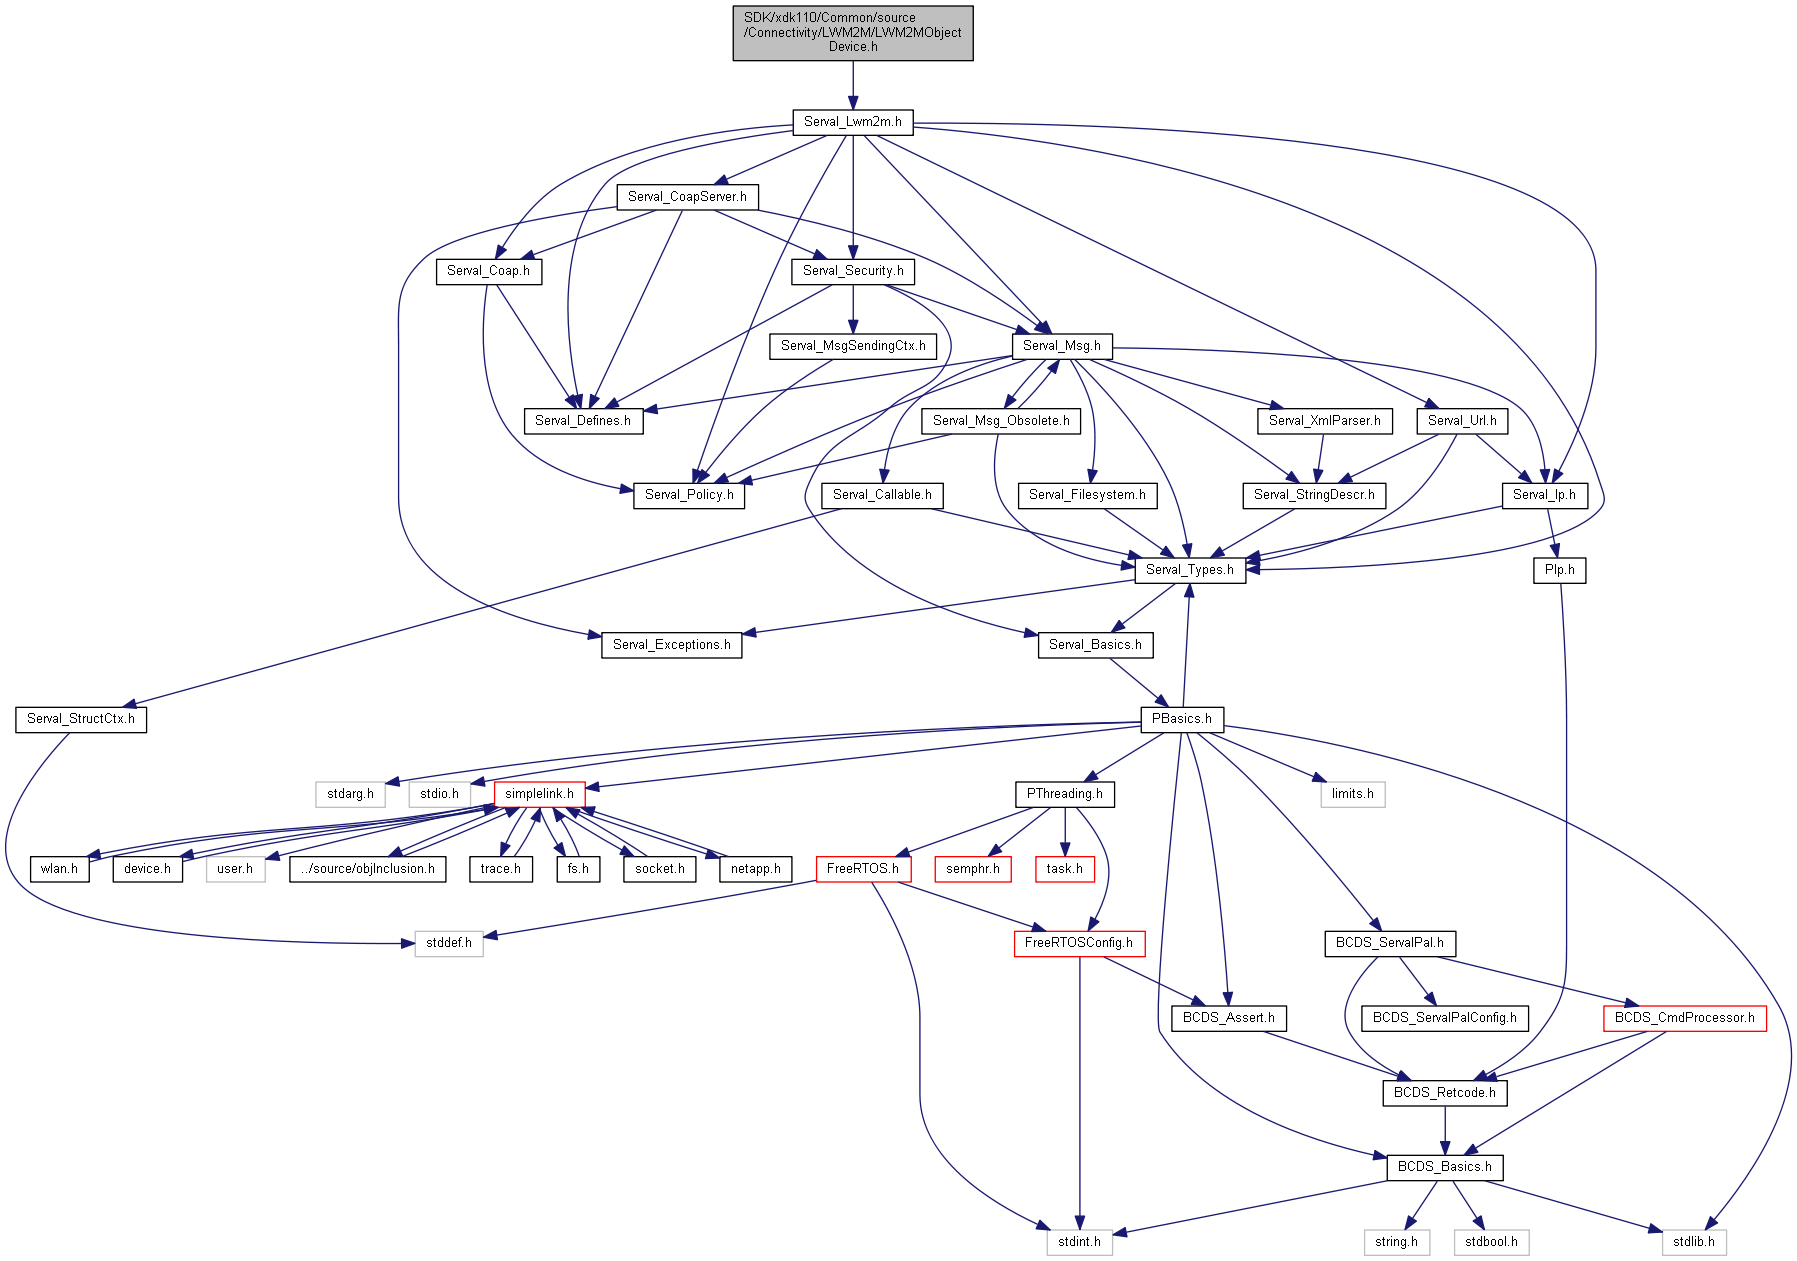 SDK/xdk110/Common/source
/Connectivity/LWM2M/LWM2MObject
Device.h
Serval_Lwm2m.h
Serval_CoapServer.h
Serval_Coap.h
Serval_Security.h
Serval_MsgSendingCtx.h
Serval_Msg.h
Serval_Defines.h
Serval_Msg_Obsolete.h
Serval_XmlParser.h
Serval_Url.h
Serval_Policy.h
Serval_Callable.h
Serval_Filesystem.h
Serval_StringDescr.h
Serval_Ip.h
Serval_Types.h
PIp.h
Serval_Exceptions.h
Serval_Basics.h
Serval_StructCtx.h
PBasics.h
stdarg.h
stdio.h
simplelink.h
PThreading.h
limits.h
wlan.h
device.h
user.h
../source/objInclusion.h
trace.h
fs.h
socket.h
netapp.h
FreeRTOS.h
semphr.h
task.h
stddef.h
FreeRTOSConfig.h
BCDS_ServalPal.h
BCDS_Assert.h
BCDS_ServalPalConfig.h
BCDS_CmdProcessor.h
BCDS_Retcode.h
BCDS_Basics.h
stdint.h
string.h
stdbool.h
stdlib.h